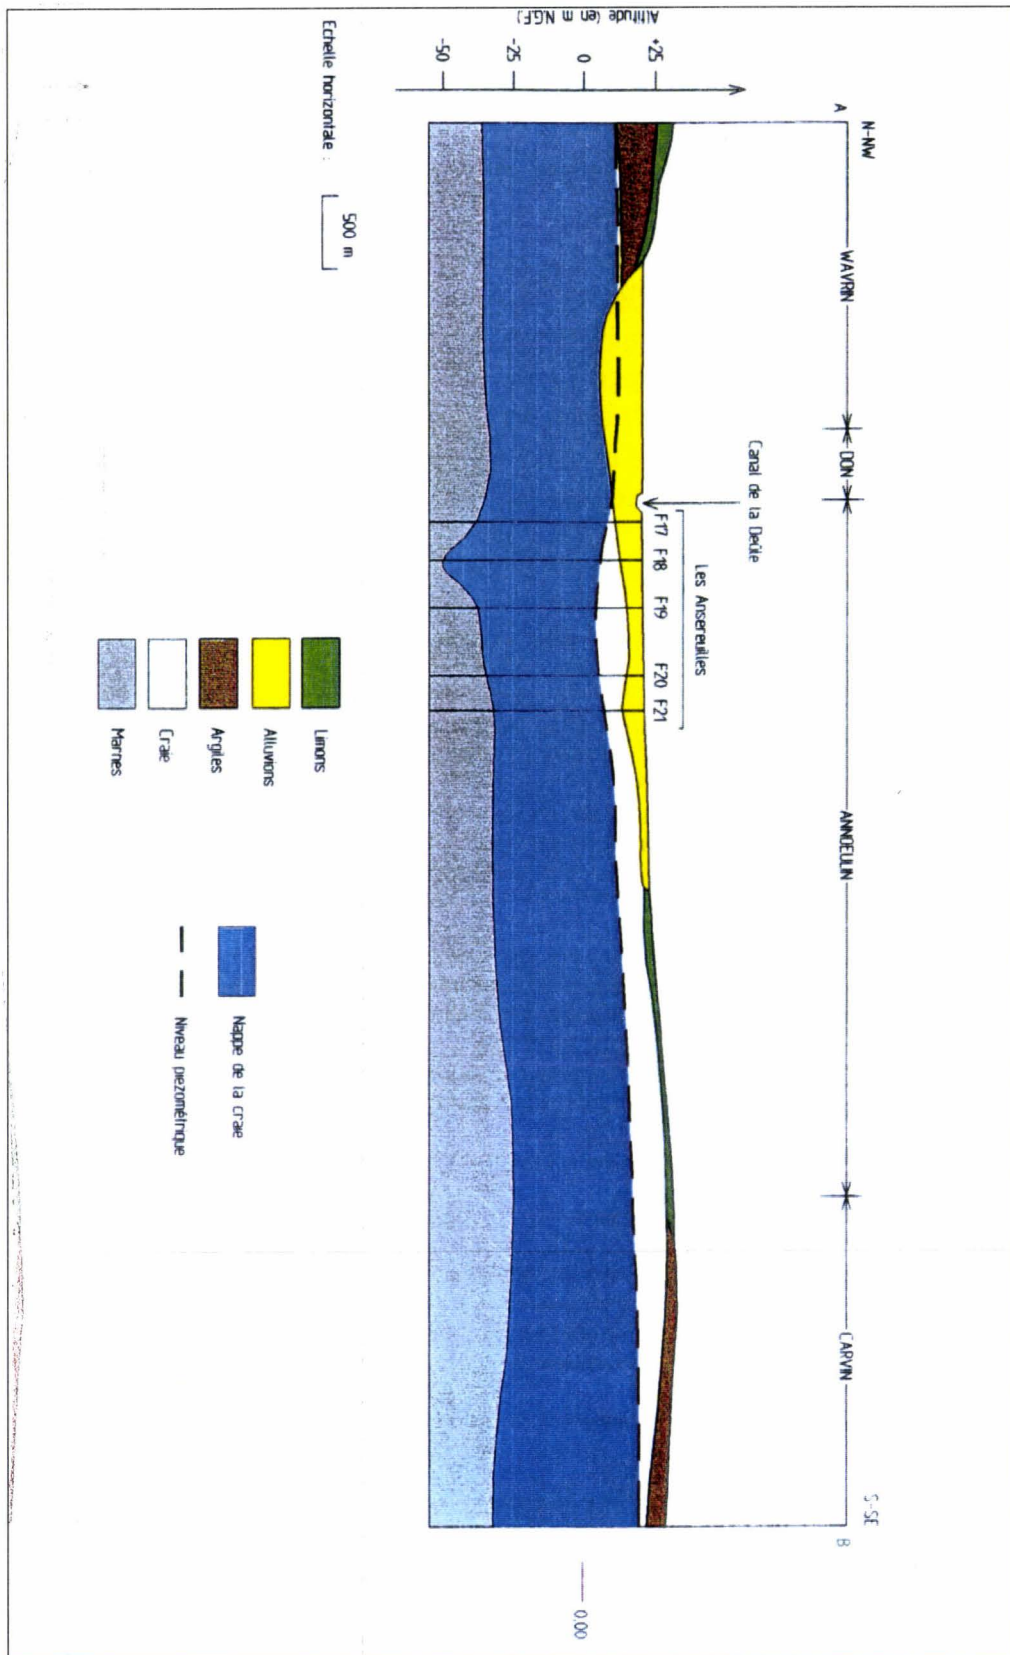 A
N-NW
S-SE
B
WAVRIN
DON
ANNOEULIN
CARVIN
Canal de la Deûle
Les Ansereuilles
F17 F18 F19 F20 F21
Altitude (en m N.G.F.)
+25
0
-25
-50
0.00
Echelle horizontale :
500 m
Limons
Alluvions
Argiles
Craie
Marnes
Nappe de la craie
Niveau piezométrique